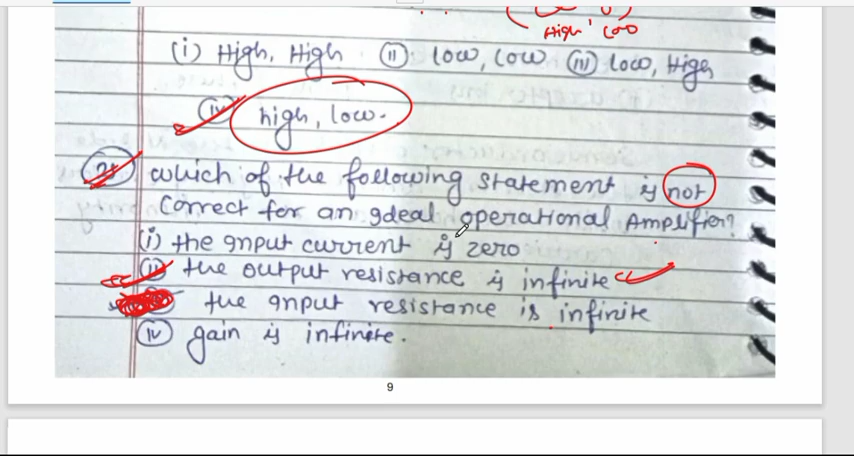 High' Loo
(i) High, High (ii) low, low (iii) low, High
(iv) high, low.
which of the following statement is not
Correct for an Ideal operational Amplifier?
(i) the Input current is zero
(ii) the output resistance is infinite
the Input resistance is infinite
(iv) gain is infinite.
9